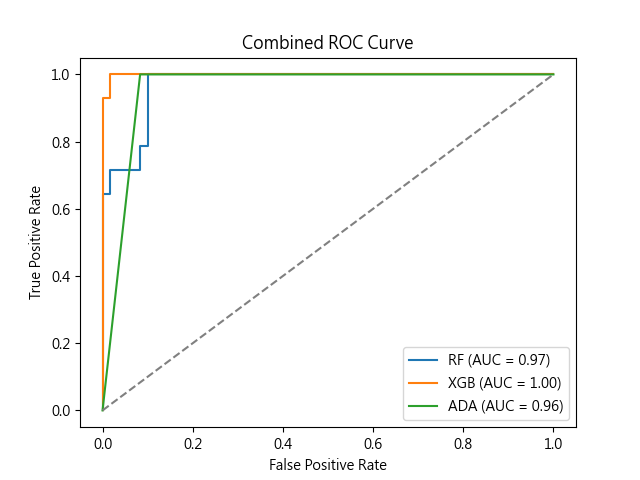 Combined ROC Curve
True Positive Rate
1.0
0.8
0.6
0.4
0.2
0.0
0.0 0.2 0.4 0.6 0.8 1.0
False Positive Rate
RF (AUC = 0.97)
XGB (AUC = 1.00)
ADA (AUC = 0.96)